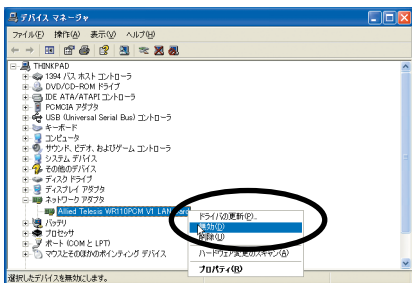 デバイス マネージャ
ファイル(F) 操作(A) 表示(V) ヘルプ(H)
THINKPAD
1394 バス ホスト コントローラ
DVD/CD-ROM ドライブ
IDE ATA/ATAPI コントローラ
PCMCIA アダプタ
USB (Universal Serial Bus) コントローラ
キーボード
コンピュータ
サウンド、ビデオ、およびゲーム コントローラ
システム デバイス
その他のデバイス
ディスク ドライブ
ディスプレイ アダプタ
ネットワーク アダプタ
Allied Telesis WR110PCM V1 LAN Card
ドライバの更新(P)...
無効(D)
削除(U)
ハードウェア変更のスキャン(A)
プロパティ(R)
バッテリ
プロセッサ
ポート (COM と LPT)
マウスとそのほかのポインティング デバイス
選択したデバイスを無効にします。